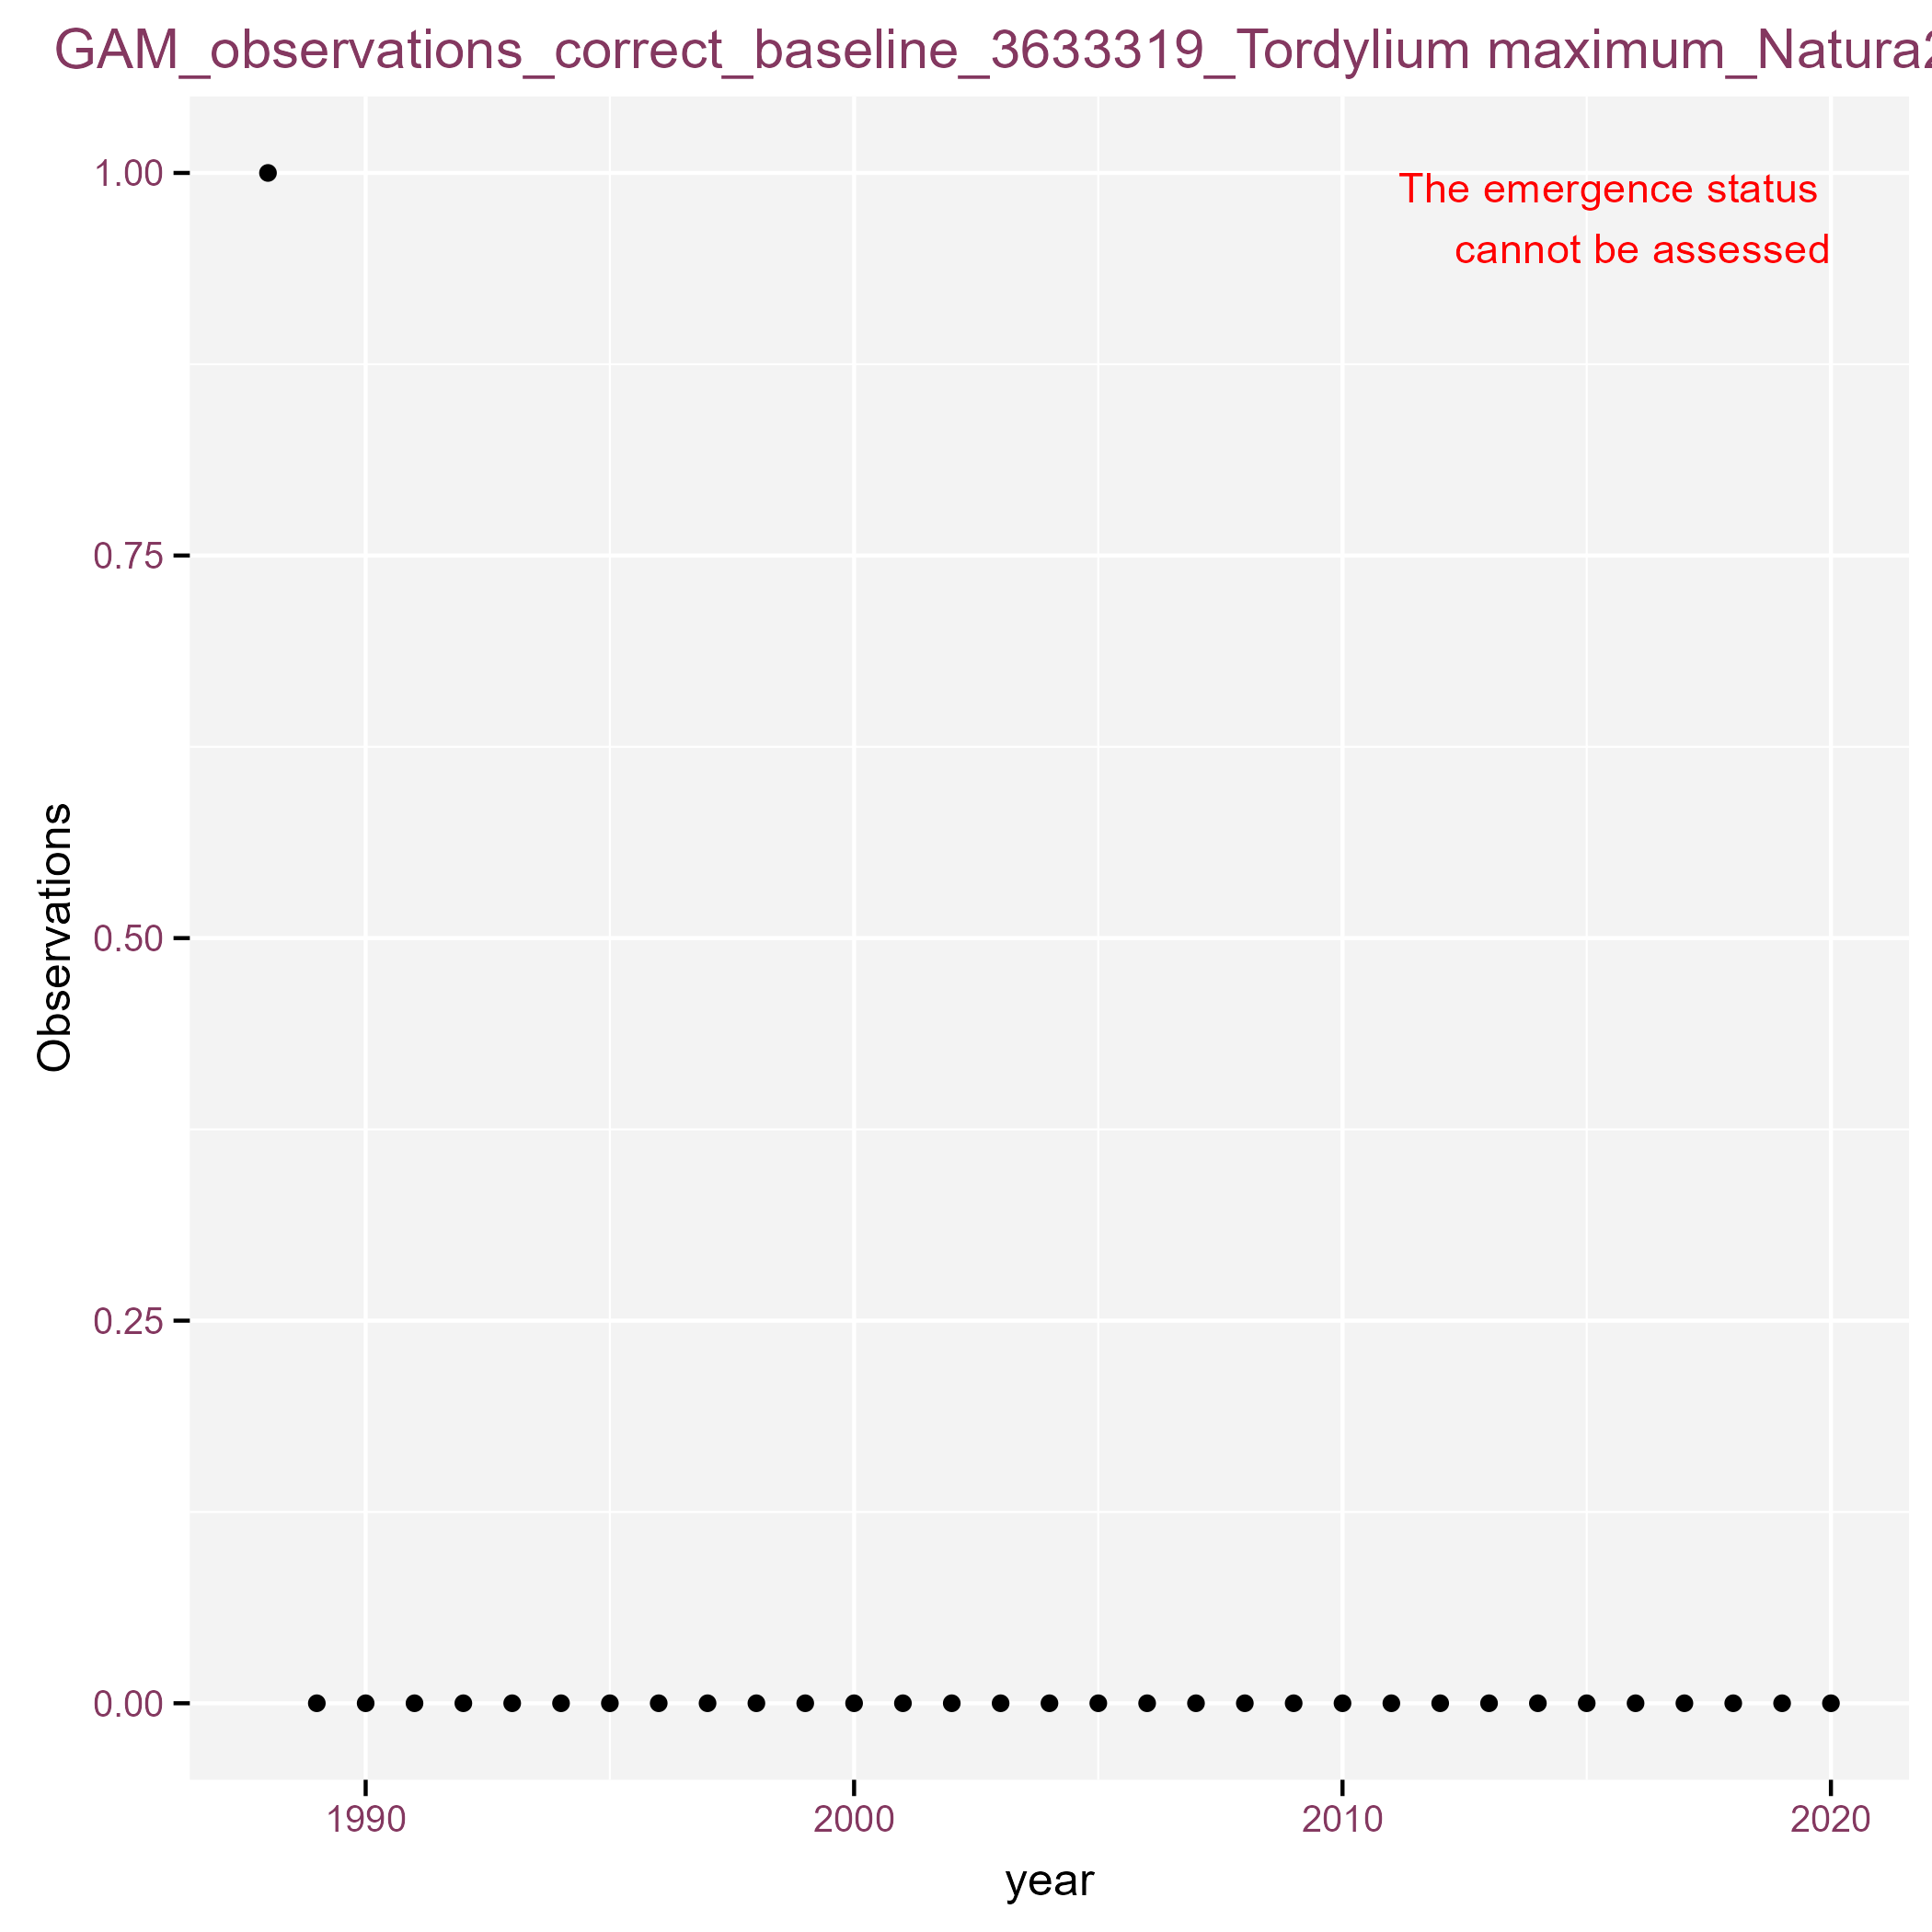 GAM_observations_correct_baseline_3633319_Tordylium maximum_Natura
The emergence status
cannot be assessed
1.00
0.75
0.50
0.25
0.00
Observations
1990 2000 2010 2020
year